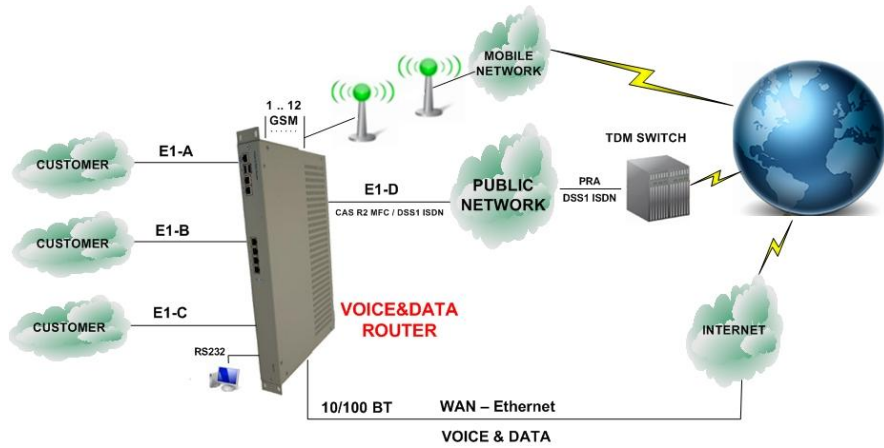 MOBILE
NETWORK
1 .. 12
GSM
......
TDM SWITCH
CUSTOMER
E1-A
E1-D
CAS R2 MFC / DSS1 ISDN
PUBLIC
NETWORK
PRA
DSS1 ISDN
CUSTOMER
E1-B
CUSTOMER
E1-C
VOICE&DATA
ROUTER
INTERNET
RS232
10/100 BT
WAN – Ethernet
VOICE & DATA